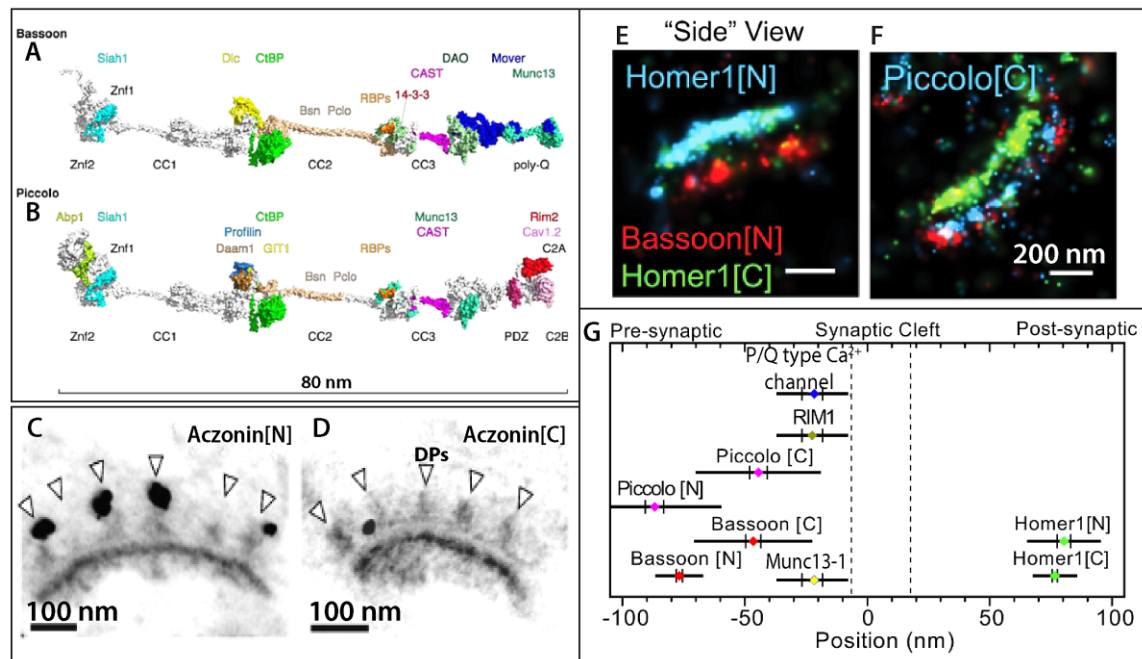 Bassoon
A
Siah1 Dlc CtBP DAO Mover
CAST Munc13
Znf1 RBPs 14-3-3
Bsn Pclo
Znf2 CC1 CC2 CC3 poly-Q
Piccolo
B
Abp1 Siah1 CtBP Munc13 Rim2
Znf1 Profilin CAST Cav1.2
Daam1 GIT1 RBPs C2A
Bsn Pclo
Znf2 CC1 CC2 CC3 PDZ C2B
80 nm
C Aczonin[N]
100 nm
D Aczonin[C]
DPs
100 nm
E "Side" View F
Homer1[N]
Bassoon[N]
Homer1[C]
Piccolo[C]
200 nm
G Pre-synaptic Synaptic Cleft Post-synaptic
P/Q type Ca2+
channel
RIM1
Piccolo [C]
Piccolo [N]
Bassoon [C] Homer1[N]
Bassoon [N] Munc13-1 Homer1[C]
-100 -50 0 50 100
Position (nm)